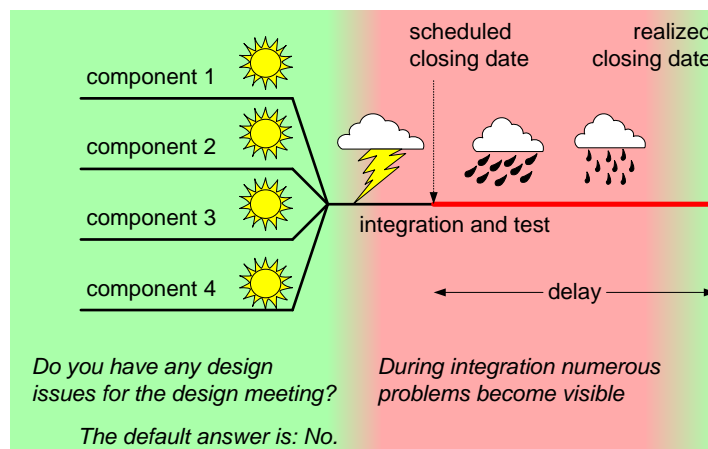 scheduled
closing date
realized
closing date
component 1
component 2
component 3
component 4
integration and test
delay
Do you have any design
issues for the design meeting?
The default answer is: No.
During integration numerous
problems become visible